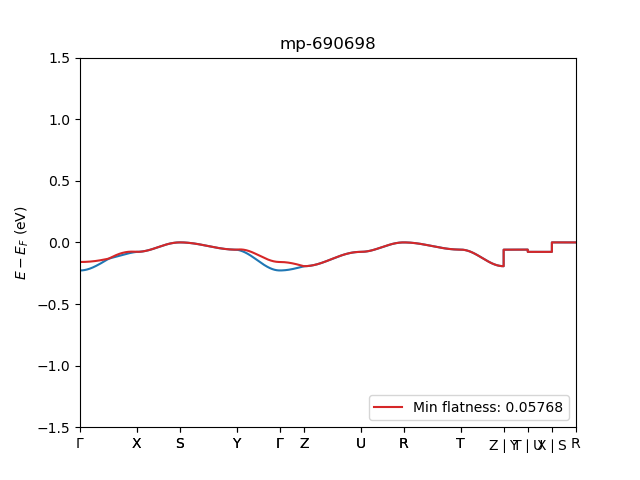 mp-690698
1.5
1.0
0.5
0.0
−0.5
−1.0
−1.5
E − E_F (eV)
Min flatness: 0.05768
Γ X S Y Γ Z U R T Z | Y T | U X | S R